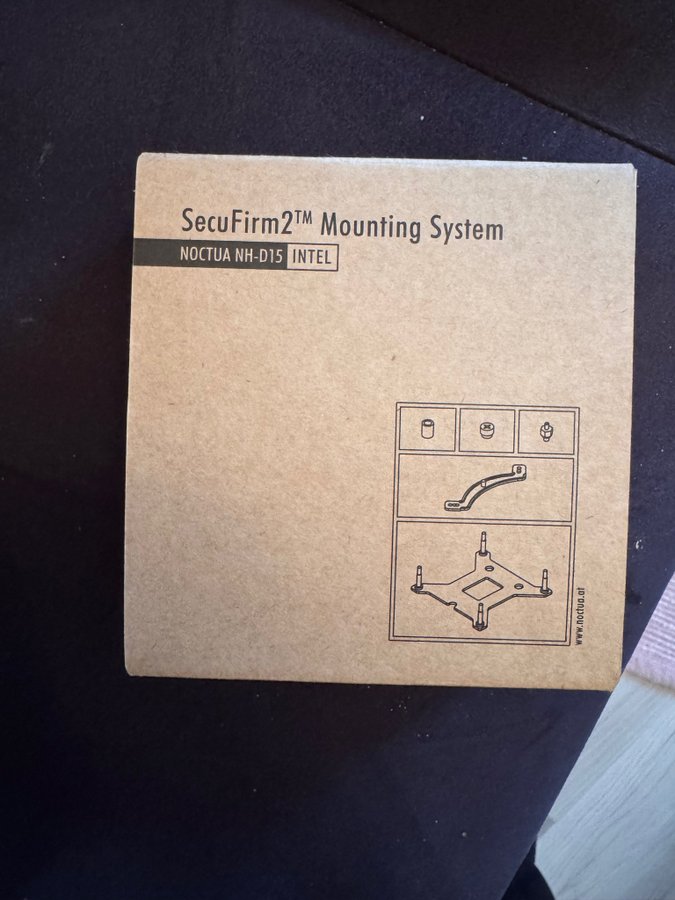 SecuFirm2™ Mounting System
NOCTUA NH-D15 INTEL
www.noctua.at